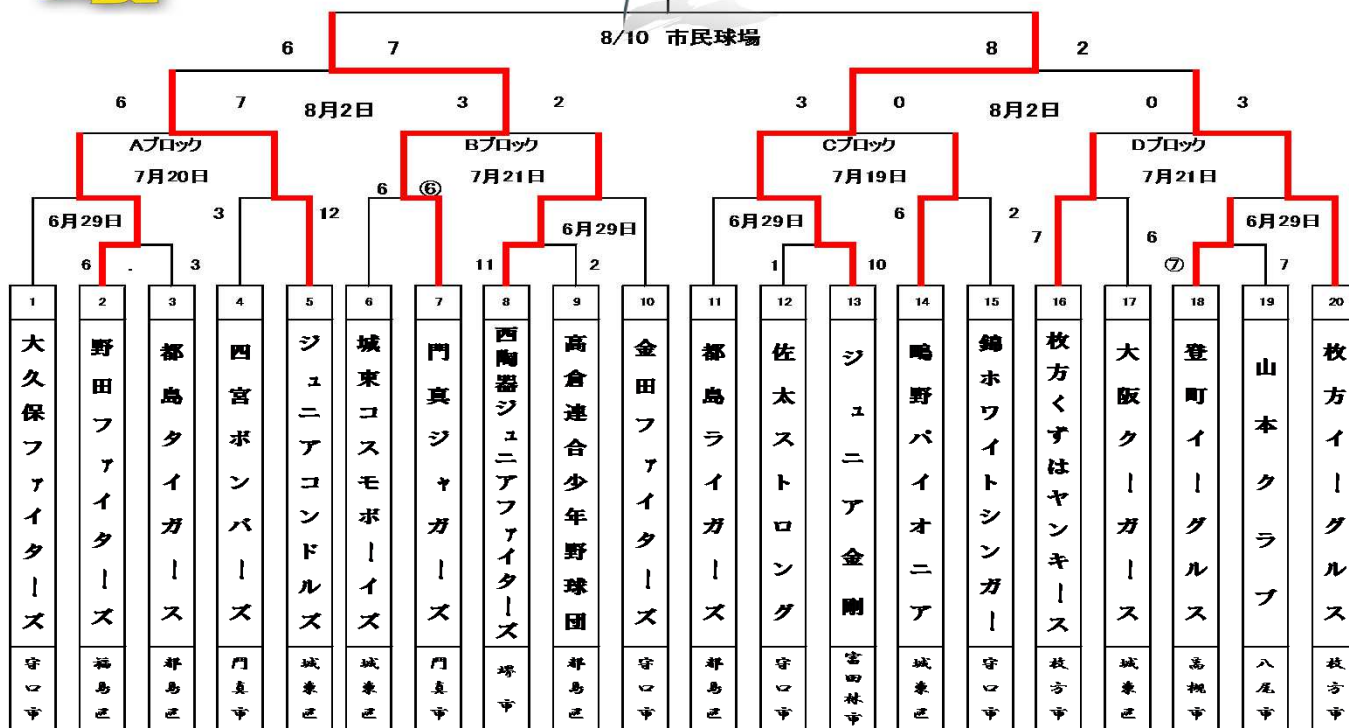 8/10 市民球場
6 7 8 2
6 7 8月2日 3 2 3 0 8月2日 0 3
Aブロック Bブロック Cブロック Dブロック
7月20日 7月21日 7月19日 7月21日
6 ⑥
6月29日 3 12 6月29日 6月29日 6 2 7 6 6月29日
6 . 3 11 2 1 10 ⑦ 7
1 2 3 4 5 6 7 8 9 10 11 12 13 14 15 16 17 18 19 20
大久保ファイターズ
守口市
野田ファイターズ
福島区
都島タイガース
都島区
四宮ボンバーズ
門真市
ジュニアコンドルズ
城東区
城東コスモボーイズ
城東区
門真ジャガーズ
門真市
西陶器ジュニアファイターズ
堺市
高倉連合少年野球団
都島区
金田ファイターズ
守口市
都島ライガーズ
都島区
佐太ストロング
守口市
ジュニア金剛
富田林市
鴫野パイオニア
城東区
錦ホワイトシンガー
守口市
枚方くずはヤンキース
枚方市
大阪クーガース
城東区
登町イーグルス
高槻市
山本クラブ
八尾市
枚方イーグルス
枚方市